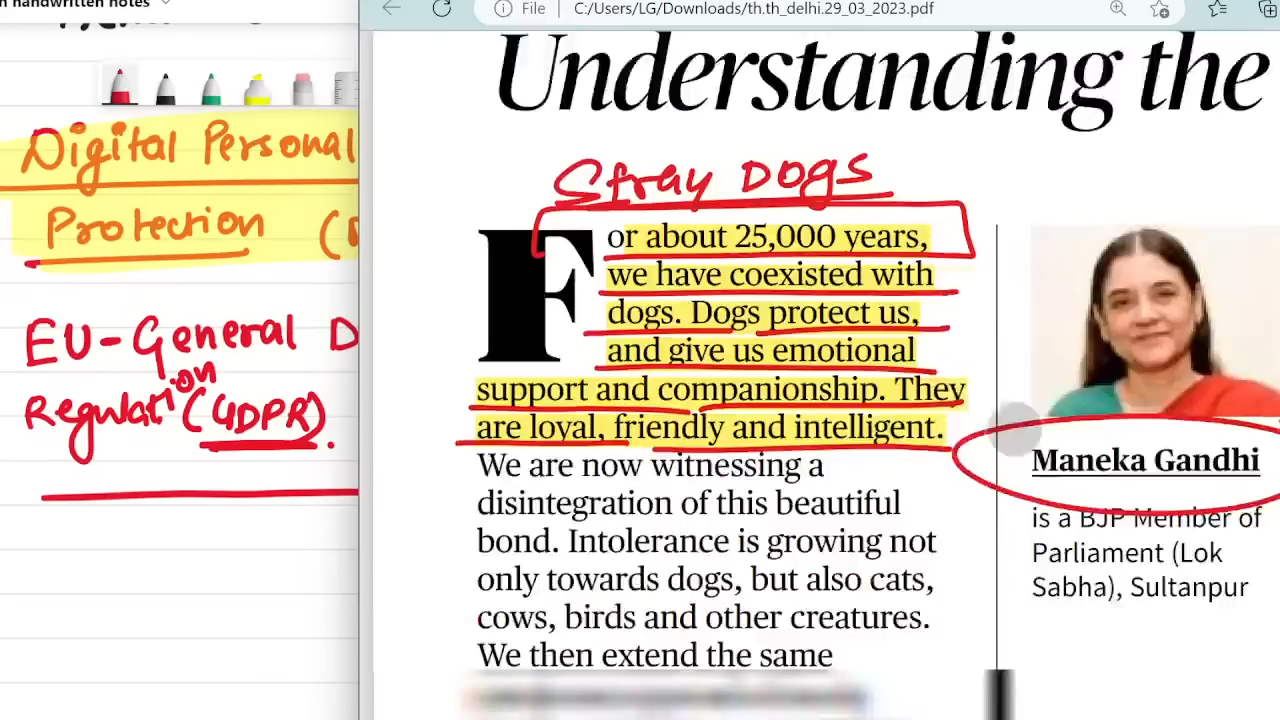 n handwritten notes
File
C:/Users/LG/Downloads/th.th_delhi.29_03_2023.pdf
Digital Personal
Protection (
EU-General D
Regulation (GDPR).
Understanding the
Stray Dogs
For about 25,000 years,
we have coexisted with
dogs. Dogs protect us,
and give us emotional
support and companionship. They
are loyal, friendly and intelligent.
We are now witnessing a
disintegration of this beautiful
bond. Intolerance is growing not
only towards dogs, but also cats,
cows, birds and other creatures.
We then extend the same
Maneka Gandhi
is a BJP Member of
Parliament (Lok
Sabha), Sultanpur